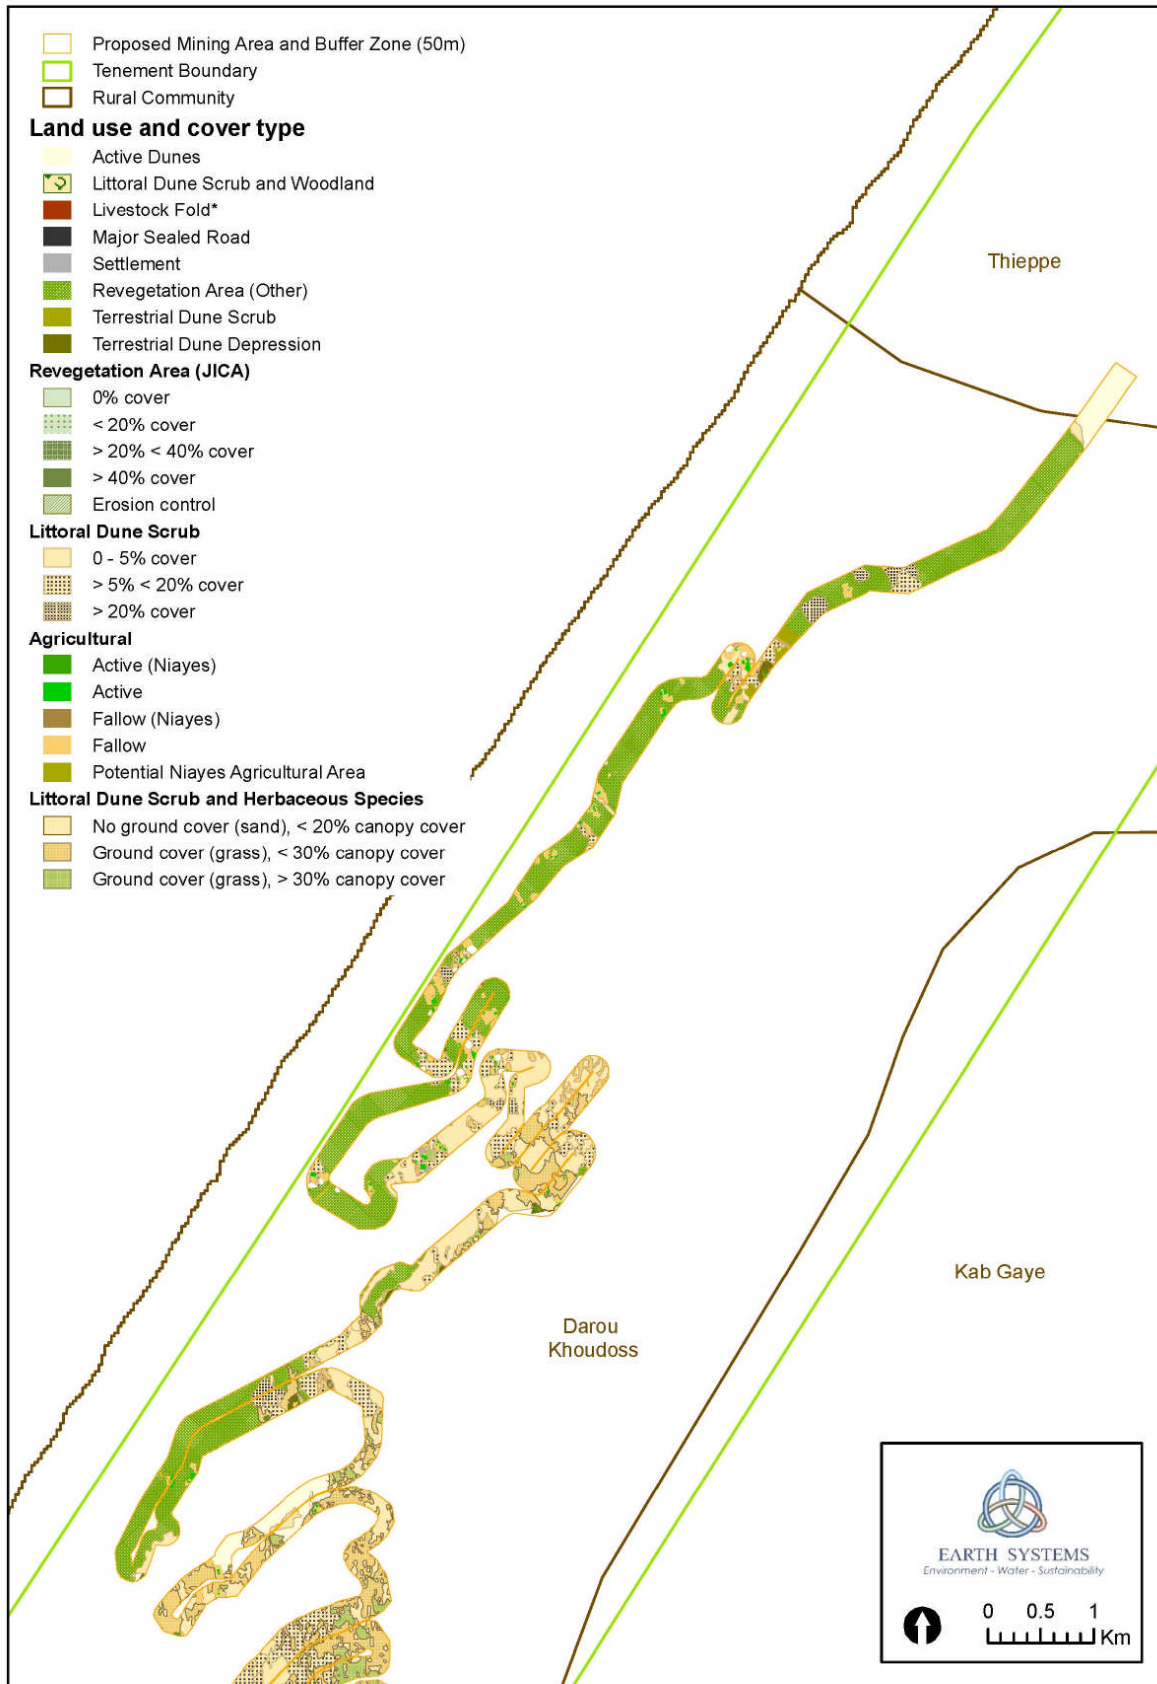 Proposed Mining Area and Buffer Zone (50m)
Tenement Boundary
Rural Community
Land use and cover type
Active Dunes
Littoral Dune Scrub and Woodland
Livestock Fold*
Major Sealed Road
Settlement
Revegetation Area (Other)
Terrestrial Dune Scrub
Terrestrial Dune Depression
Revegetation Area (JICA)
0% cover
< 20% cover
> 20% < 40% cover
> 40% cover
Erosion control
Littoral Dune Scrub
0 - 5% cover
> 5% < 20% cover
> 20% cover
Agricultural
Active (Niayes)
Active
Fallow (Niayes)
Fallow
Potential Niayes Agricultural Area
Littoral Dune Scrub and Herbaceous Species
No ground cover (sand), < 20% canopy cover
Ground cover (grass), < 30% canopy cover
Ground cover (grass), > 30% canopy cover
Thieppe
Kab Gaye
Darou
Khoudoss
EARTH SYSTEMS
Environment - Water - Sustainability
0 0.5 1
Km